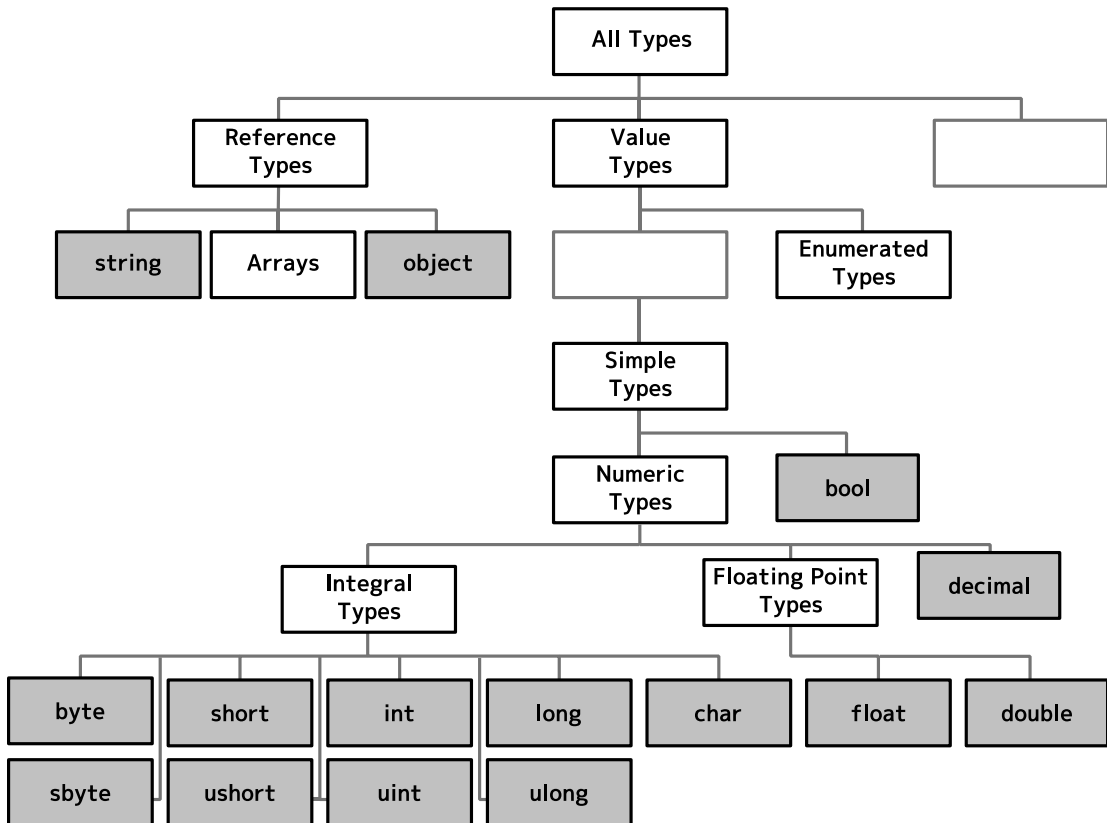 All Types
Reference
Types
Value
Types
string
Arrays
object
Enumerated
Types
Simple
Types
Numeric
Types
bool
Integral
Types
Floating Point
Types
decimal
byte
short
int
long
char
float
double
sbyte
ushort
uint
ulong